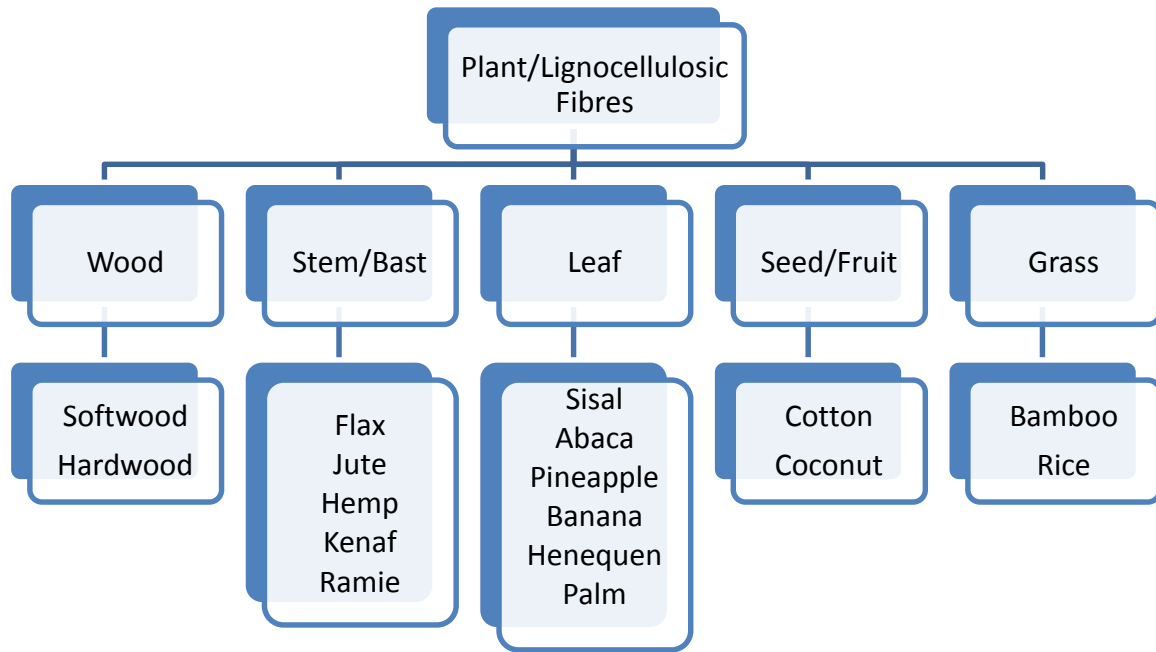 Plant/Lignocellulosic
Fibres
Wood
Stem/Bast
Leaf
Seed/Fruit
Grass
Softwood
Hardwood
Flax
Jute
Hemp
Kenaf
Ramie
Sisal
Abaca
Pineapple
Banana
Henequen
Palm
Cotton
Coconut
Bamboo
Rice